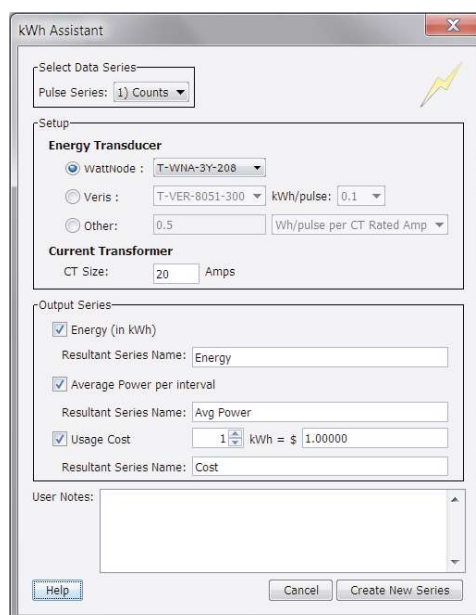 kWh Assistant
Select Data Series
Pulse Series: 1) Counts
Setup
Energy Transducer
WattNode : T-WNA-3Y-208
Veris : T-VER-8051-300 kWh/pulse: 0.1
Other: 0.5 Wh/pulse per CT Rated Amp
Current Transformer
CT Size: 20 Amps
Output Series
Energy (in kWh)
Resultant Series Name: Energy
Average Power per interval
Resultant Series Name: Avg Power
Usage Cost 1 kWh = $ 1.00000
Resultant Series Name: Cost
User Notes:
Help Cancel Create New Series